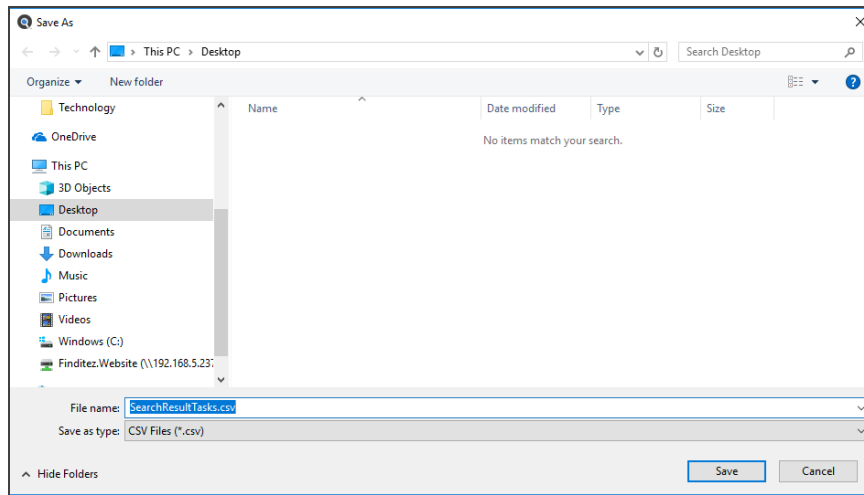 Save As
This PC > Desktop
Search Desktop
Organize
New folder
Technology
OneDrive
This PC
3D Objects
Desktop
Documents
Downloads
Music
Pictures
Videos
Windows (C:)
Finditez.Website (\\192.168.5.237
Name
Date modified
Type
Size
No items match your search.
File name: SearchResultTasks.csv
Save as type: CSV Files (*.csv)
Hide Folders
Save
Cancel